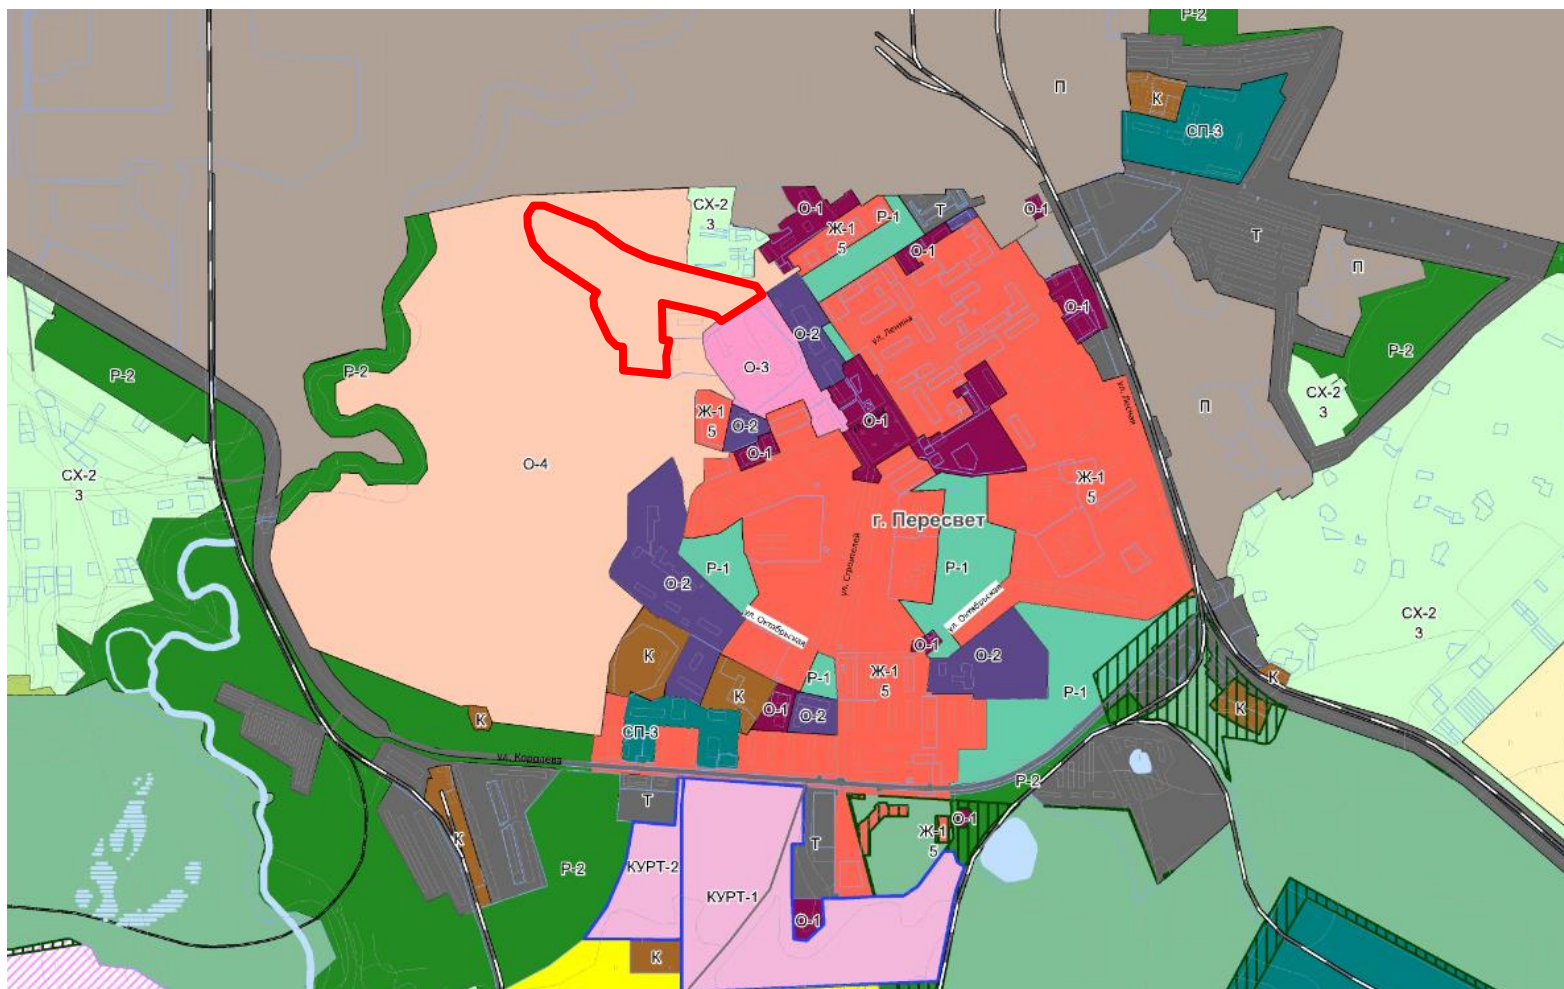 Р-2
П
К
СП-3
СХ-2
3
О-1
Р-1
Т
О-1
Ж-1
5
О-1
Т
П
О-1
О-2
ул. Ленина
Р-2
Р-2
Р-2
О-3
ул. Лесная
СХ-2
3
П
Ж-1
5
О-2
О-1
О-1
О-4
СХ-2
3
Ж-1
5
г. Пересвет
ул. Строителей
Р-1
О-2
Р-1
ул. Октябрьская
ул. Октябрьская
СХ-2
3
О-1
О-2
К
Ж-1
5
Р-1
Р-1
К
К
О-1
О-2
К
К
СП-3
ул. Королева
Р-2
Т
О-1
Ж-1
5
К
Т
Р-2
КУРТ-2
КУРТ-1
О-1
К